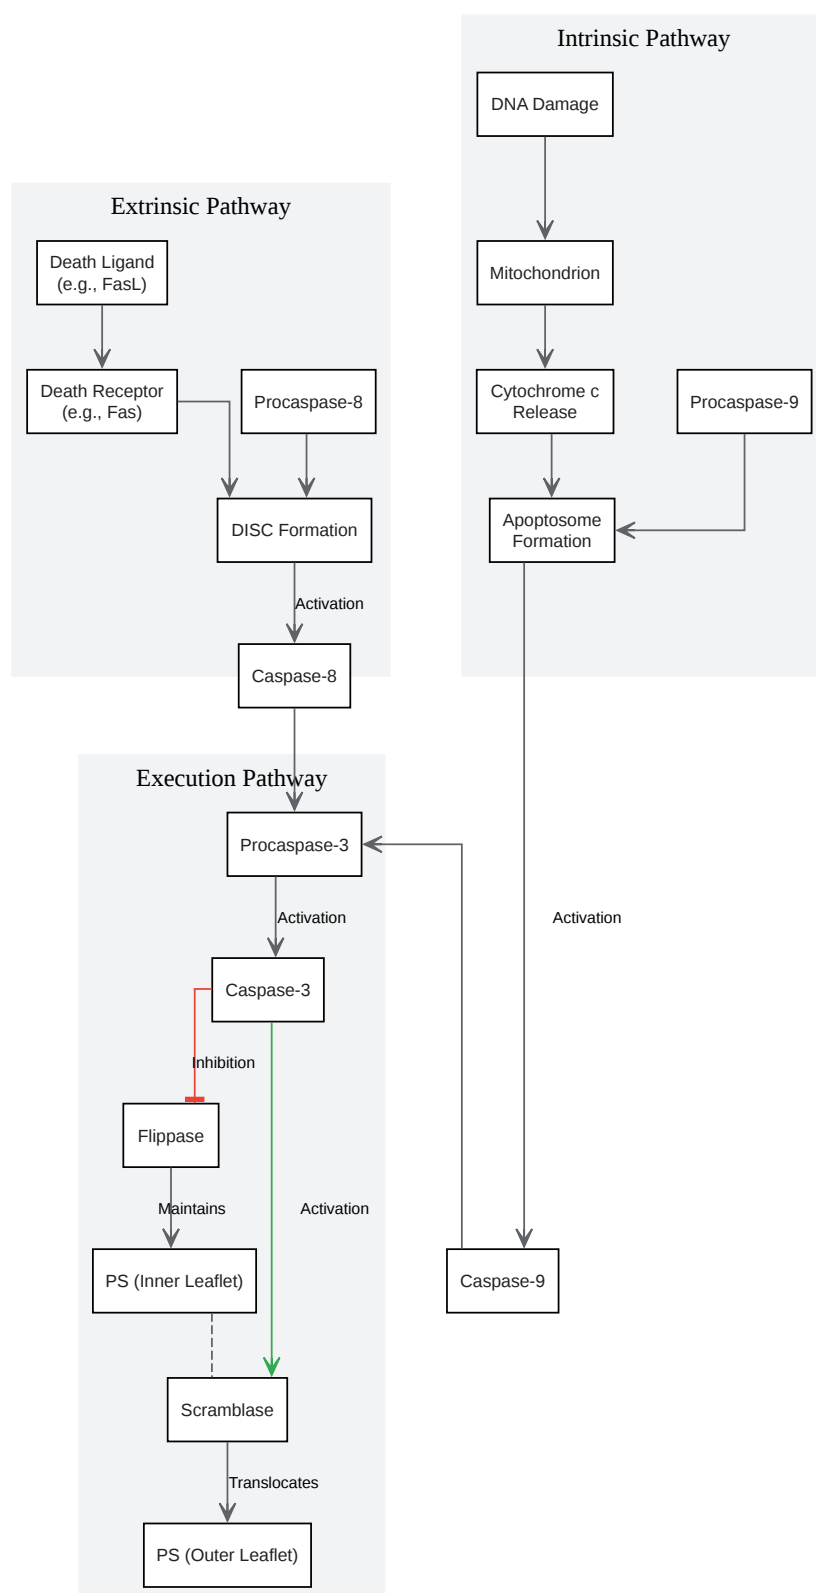 Intrinsic Pathway
DNA Damage
Extrinsic Pathway
Death Ligand
(e.g., FasL)
Mitochondrion
Death Receptor
(e.g., Fas)
Procaspase-8
Cytochrome c
Release
Procaspase-9
DISC Formation
Apoptosome
Formation
Activation
Caspase-8
Execution Pathway
Procaspase-3
Activation
Activation
Caspase-3
Inhibition
Flippase
Maintains
Activation
PS (Inner Leaflet)
Caspase-9
Scramblase
Translocates
PS (Outer Leaflet)